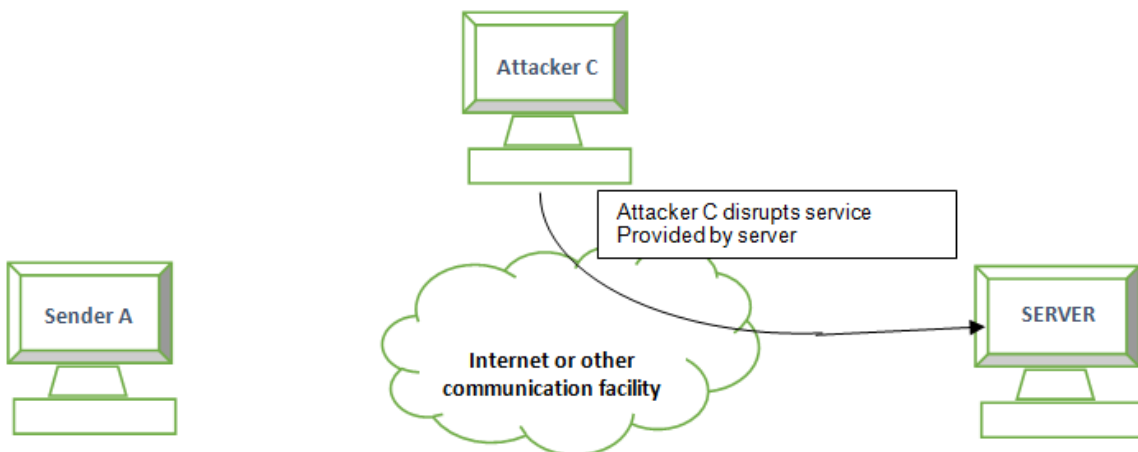 Attacker C
Attacker C disrupts service
Provided by server
Sender A
SERVER
Internet or other
communication facility